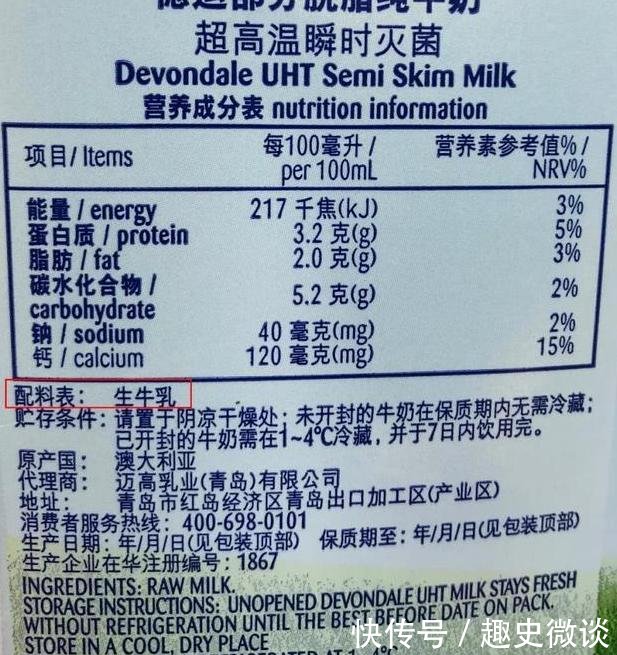 德运部分脱脂纯牛奶
超高温瞬时灭菌
Devondale UHT Semi Skim Milk
营养成分表 nutrition information
项目/Items 每100毫升/ 营养素参考值%/
per 100mL NRV%
能量/energy 217 千焦(kJ) 3%
蛋白质/protein 3.2 克(g) 5%
脂肪/fat 2.0 克(g) 3%
碳水化合物/
carbohydrate 5.2 克(g) 2%
钠/sodium 40 毫克(mg) 2%
钙/calcium 120 毫克(mg) 15%
配料表： 生牛乳
贮存条件：请置于阴凉干燥处；未开封的牛奶在保质期内无需冷藏；
已开封的牛奶需在1~4℃冷藏，并于7日内饮用完。
原产国： 澳大利亚
代理商： 迈高乳业(青岛)有限公司
地址： 青岛市红岛经济区青岛出口加工区(产业区)
消费者服务热线：400-698-0101
生产日期：年/月/日(见包装顶部) 保质期至：年/月/日(见包装顶部)
生产企业在华注册编号：1867
INGREDIENTS: RAW MILK.
STORAGE INSTRUCTIONS: UNOPENED DEVONDALE UHT MILK STAYS FRESH
WITHOUT REFRIGERATION UNTIL THE BEST BEFORE DATE ON PACK.
STORE IN A COOL, DRY PLACE
快传号/趣史微谈